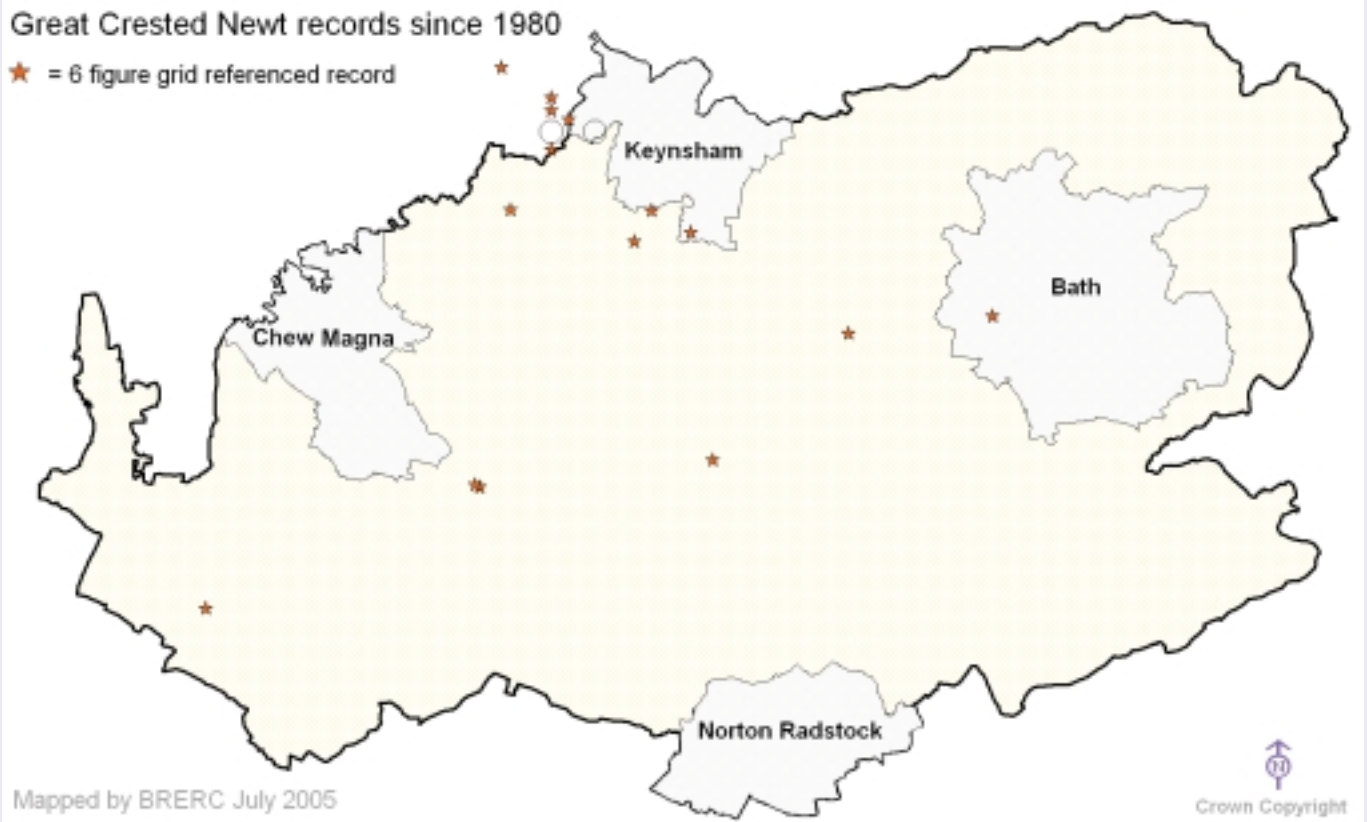 Great Crested Newt records since 1980
= 6 figure grid referenced record
Keynsham
Bath
Chew Magna
Norton Radstock
N
Mapped by BRERC July 2005
Crown Copyright